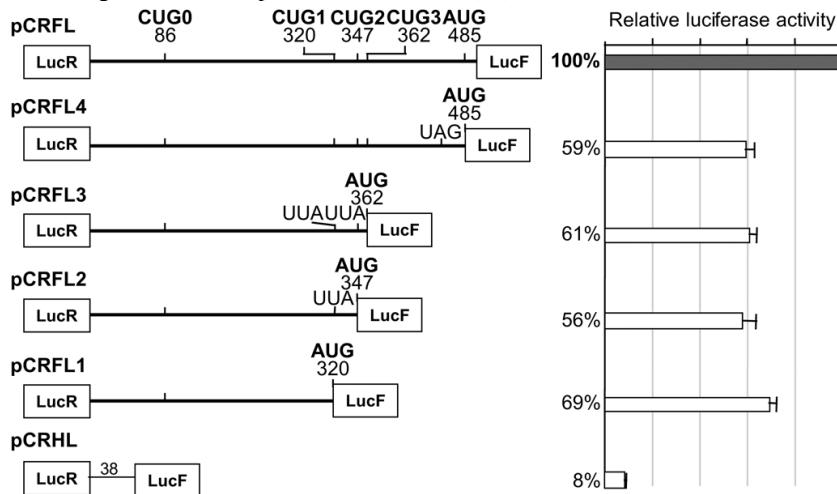 Relative luciferase activity
pCRFL
CUG0 CUG1 CUG2 CUG3 AUG
86 320 347 362 485
LucR LucF 100%
pCRFL4
AUG
485
UAG
LucR LucF 59%
pCRFL3
AUG
362
UUAUUA
LucR LucF 61%
pCRFL2
AUG
347
UUA
LucR LucF 56%
pCRFL1
AUG
320
LucR LucF 69%
pCRHL
38
LucR LucF 8%